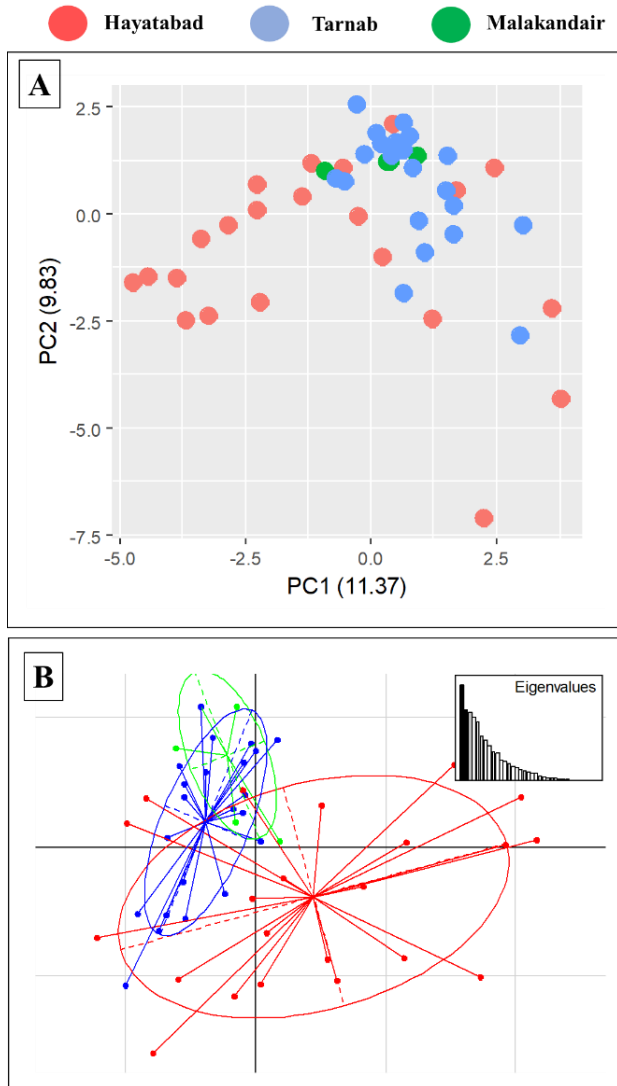 Hayatabad Tarnab Malakandair
A
2.5
0.0
-2.5
-5.0
-7.5
PC2 (9.83)
-5.0 -2.5 0.0 2.5
PC1 (11.37)
B
Eigenvalues